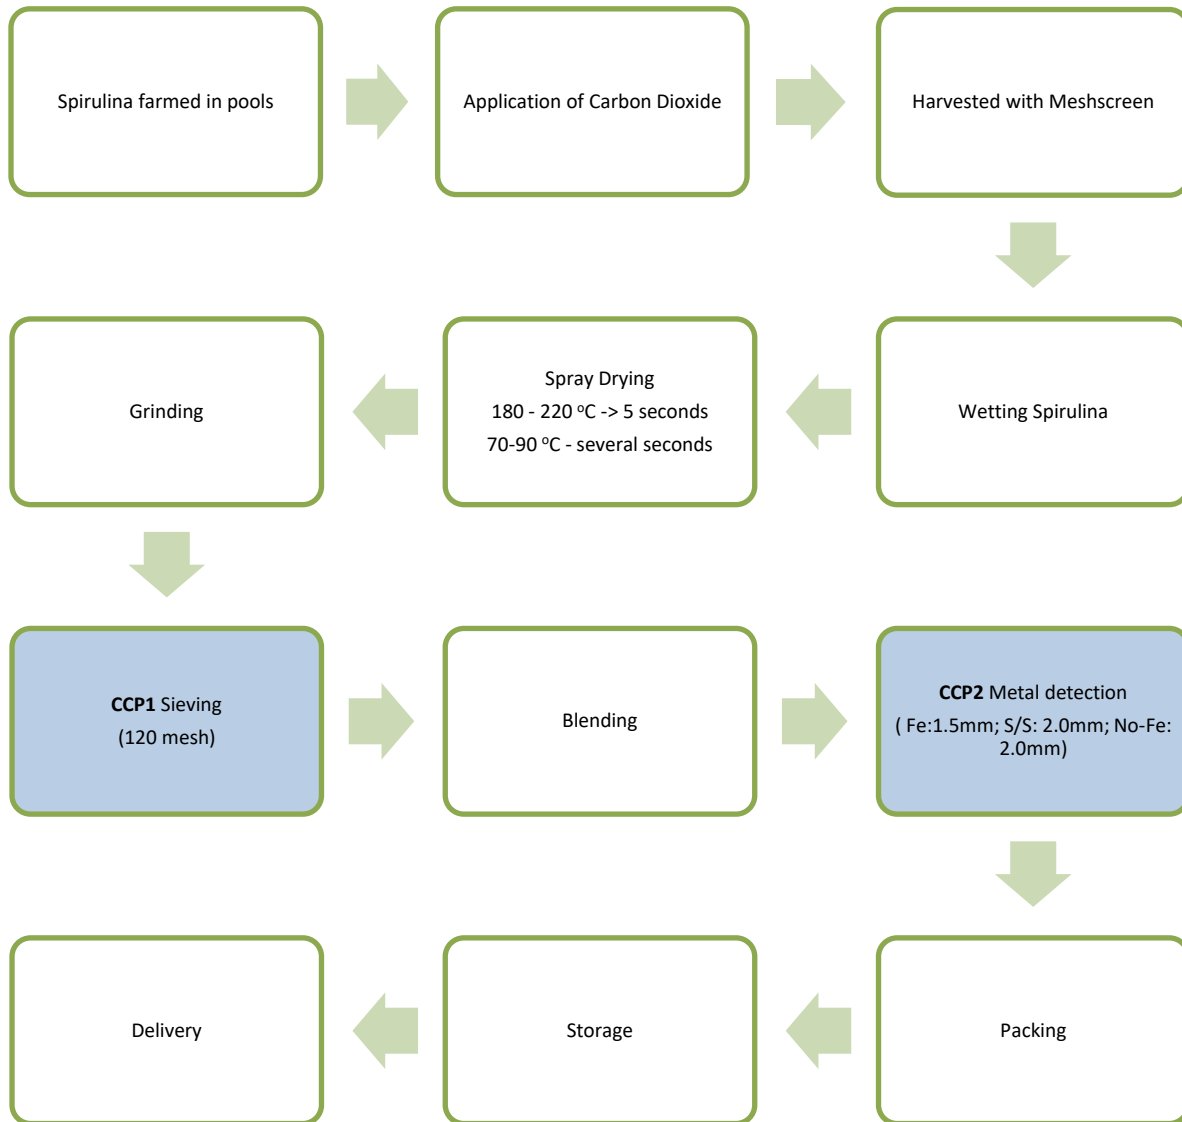 Spirulina farmed in pools
Application of Carbon Dioxide
Harvested with Meshscreen
Wetting Spirulina
Spray Drying
180 - 220 ºC -> 5 seconds
70-90 ºC - several seconds
Grinding
CCP1 Sieving
(120 mesh)
Blending
CCP2 Metal detection
( Fe:1.5mm; S/S: 2.0mm; No-Fe:
2.0mm)
Packing
Storage
Delivery